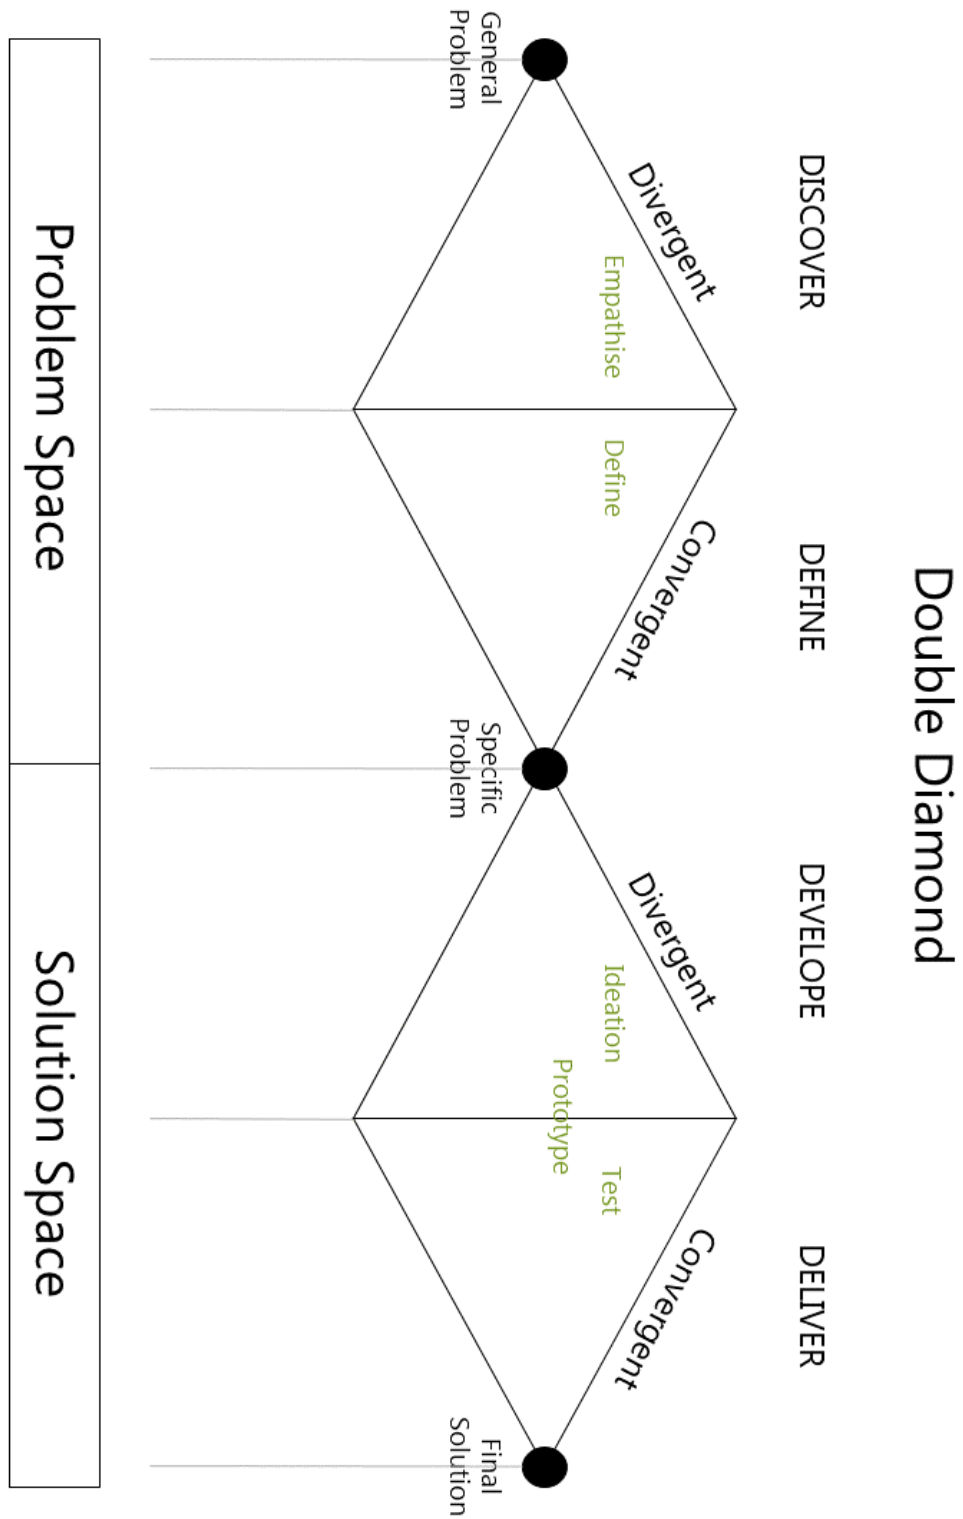 Double Diamond
DISCOVER
DEFINE
DEVELOPE
DELIVER
Divergent
Convergent
Divergent
Convergent
Empathise
Define
Ideation
Test
Prototype
General
Problem
Specific
Problem
Final
Solution
Problem Space
Solution Space